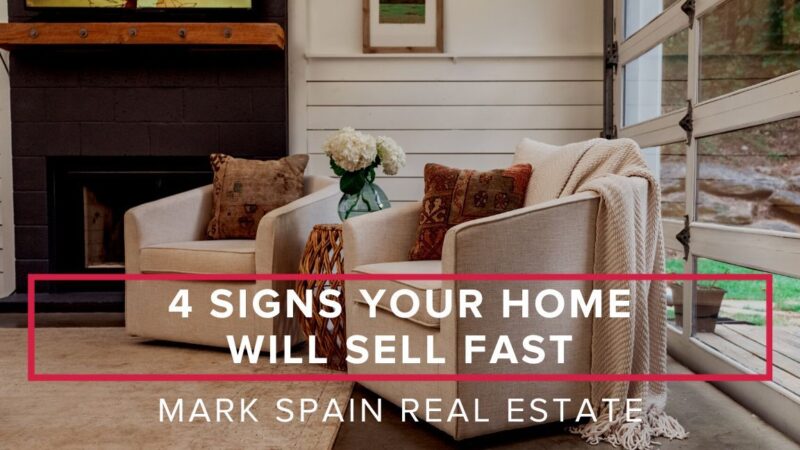 4 SIGNS YOUR HOME
WILL SELL FAST
MARK SPAIN REAL ESTATE